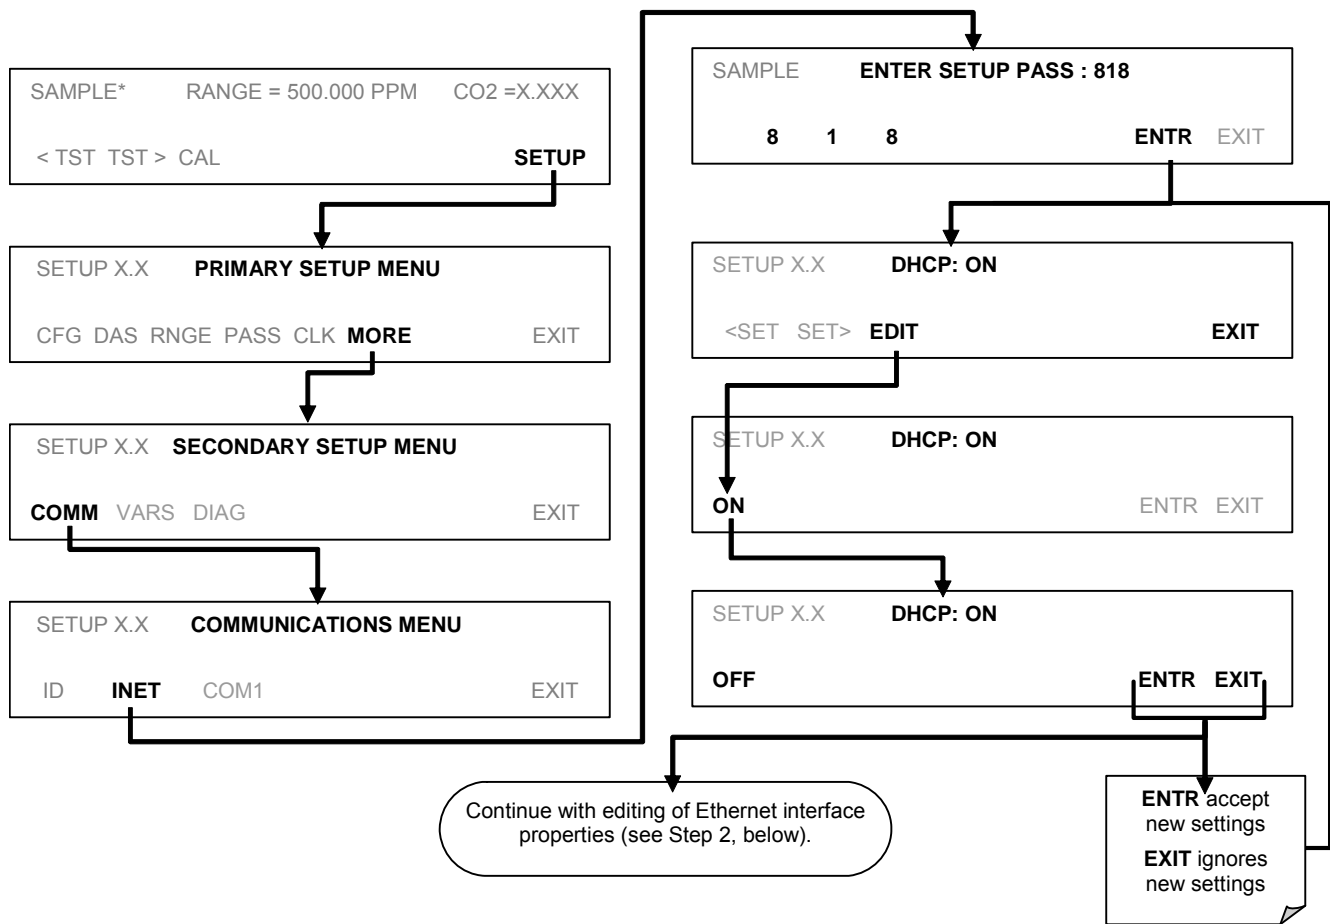 SAMPLE* RANGE = 500.000 PPM CO2 =X.XXX
< TST TST > CAL SETUP
SETUP X.X PRIMARY SETUP MENU
CFG DAS RNGE PASS CLK MORE EXIT
SETUP X.X SECONDARY SETUP MENU
COMM VARS DIAG EXIT
SETUP X.X COMMUNICATIONS MENU
ID INET COM1 EXIT
SAMPLE ENTER SETUP PASS : 818
8 1 8 ENTR EXIT
SETUP X.X DHCP: ON
<SET SET> EDIT EXIT
SETUP X.X DHCP: ON
ON ENTR EXIT
SETUP X.X DHCP: ON
OFF ENTR EXIT
Continue with editing of Ethernet interface
properties (see Step 2, below).
ENTR accept
new settings
EXIT ignores
new settings